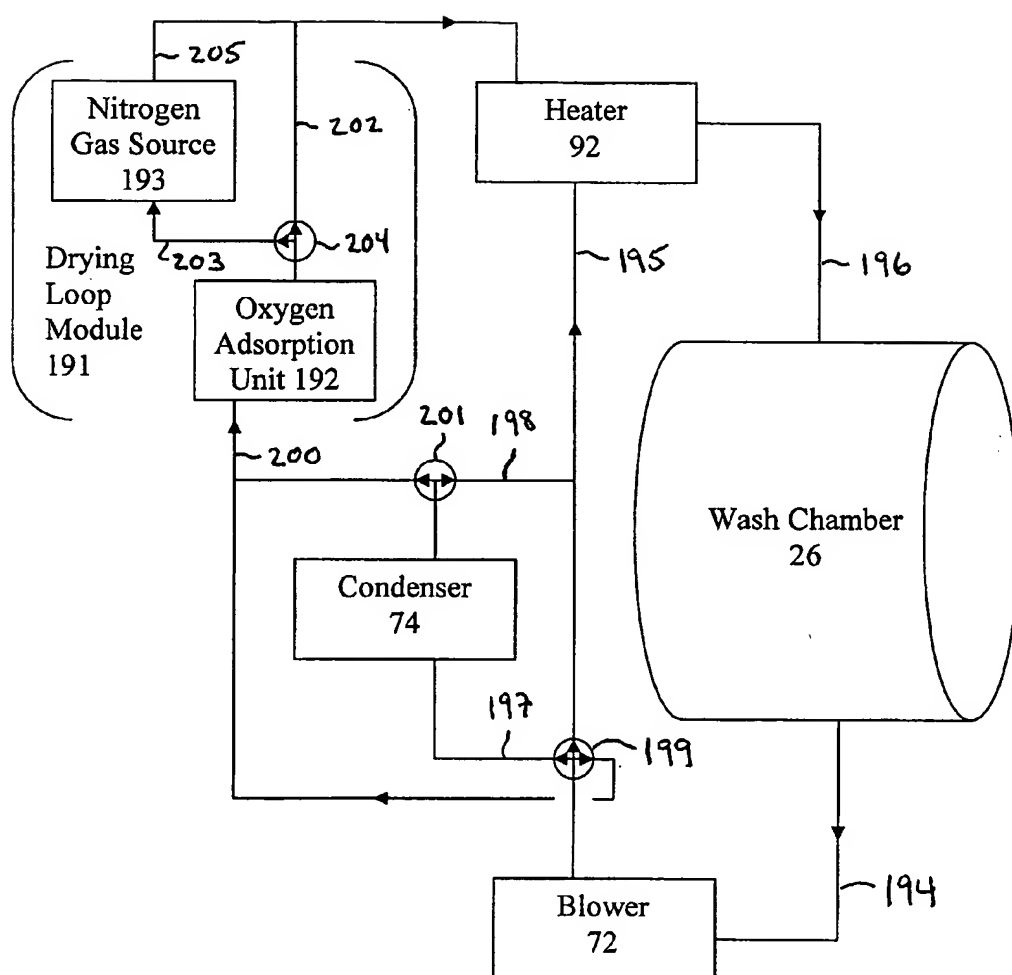 205
Nitrogen
Gas Source
193
202
Heater
92
204
203
195
196
Drying
Loop
Module
191
Oxygen
Adsorption
Unit 192
201
198
200
Wash Chamber
26
Condenser
74
197
199
194
Blower
72